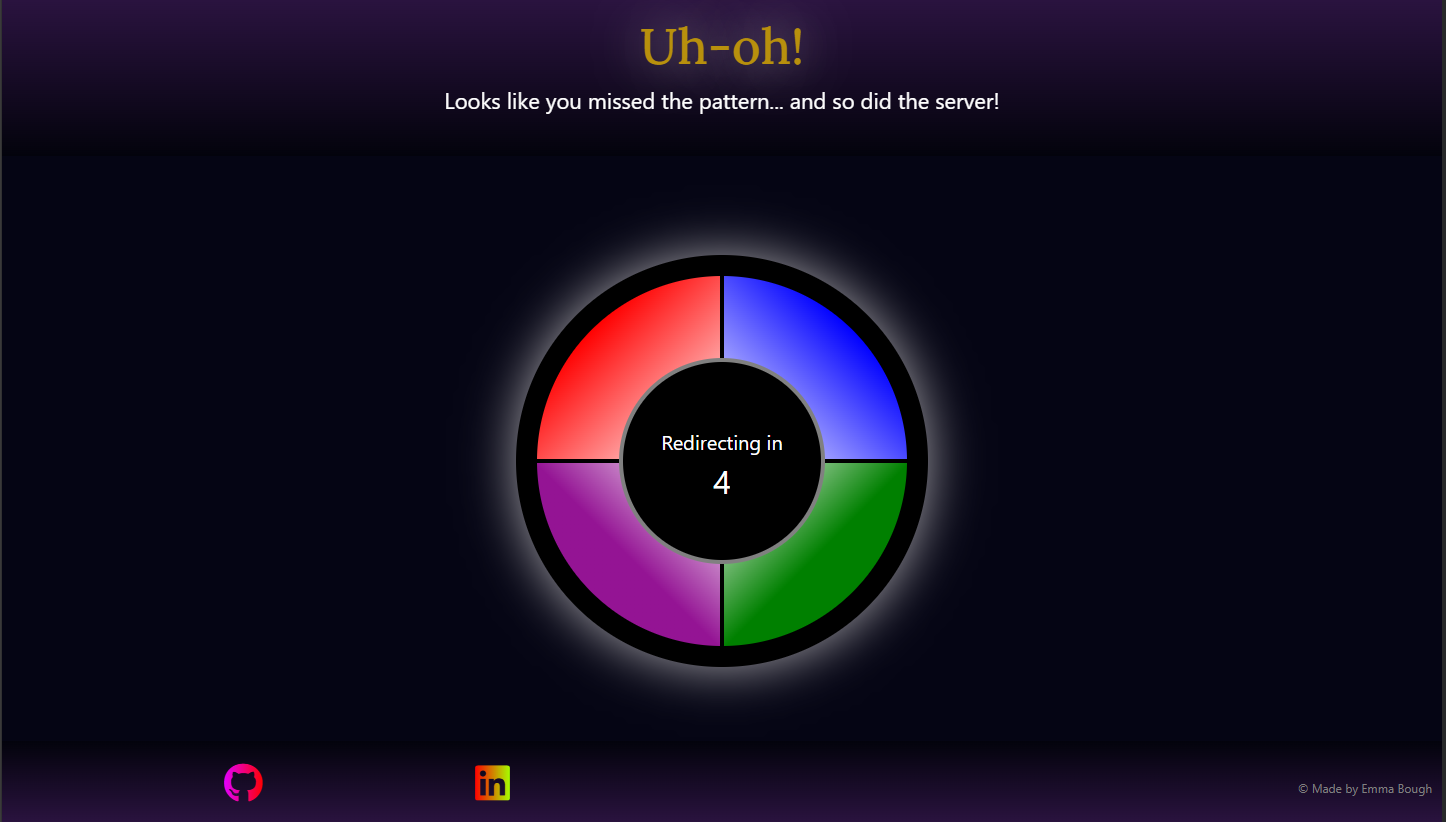 Uh-oh!
Looks like you missed the pattern... and so did the server!
Redirecting in
4
in
© Made by Emma Bough